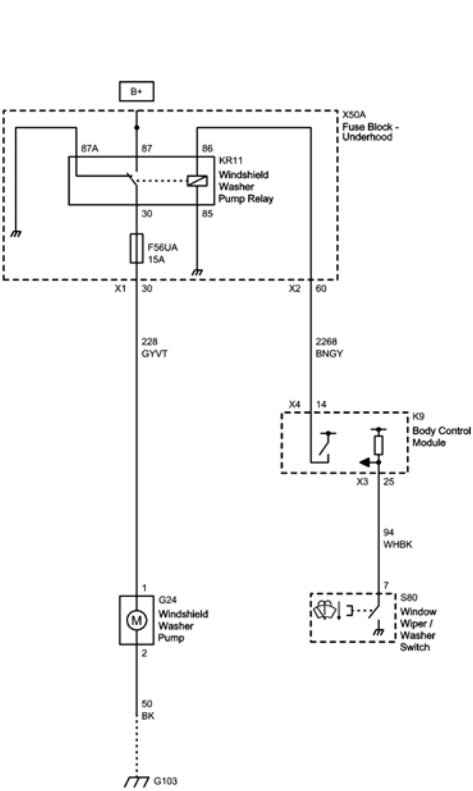 B+
X50A
Fuse Block -
Underhood
87A
87
86
KR11
Windshield
Washer
Pump Relay
30
85
F56UA
15A
X1
30
X2
60
228
GYVT
2268
BNGY
X4
14
K9
Body Control
Module
X3
25
94
WHBK
7
S80
Window
Wiper /
Washer
Switch
1
G24
Windshield
Washer
Pump
M
2
50
BK
G103